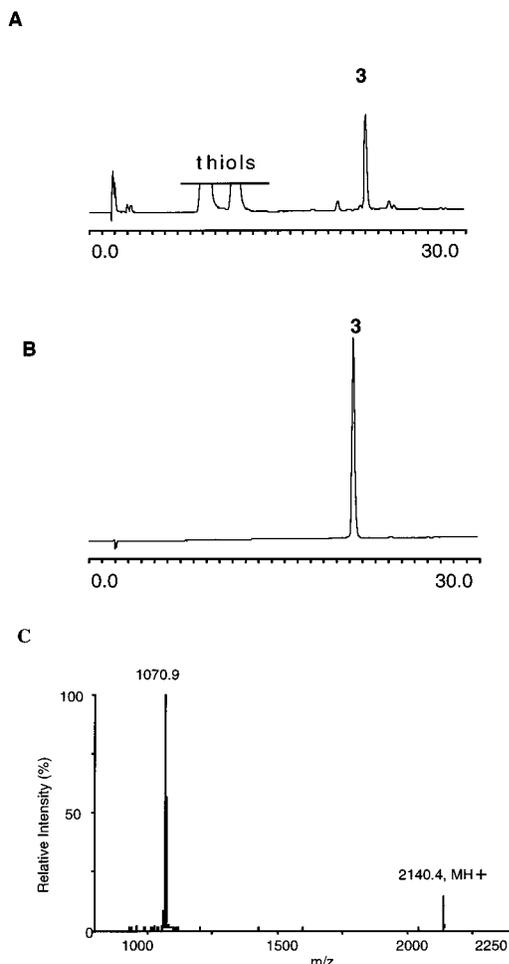 A
3
thiols
0.0 30.0
B
3
0.0 30.0
C
1070.9
100
50
0
Relative Intensity (%)
2140.4, MH+
1000 1500 2000 2250
m/z